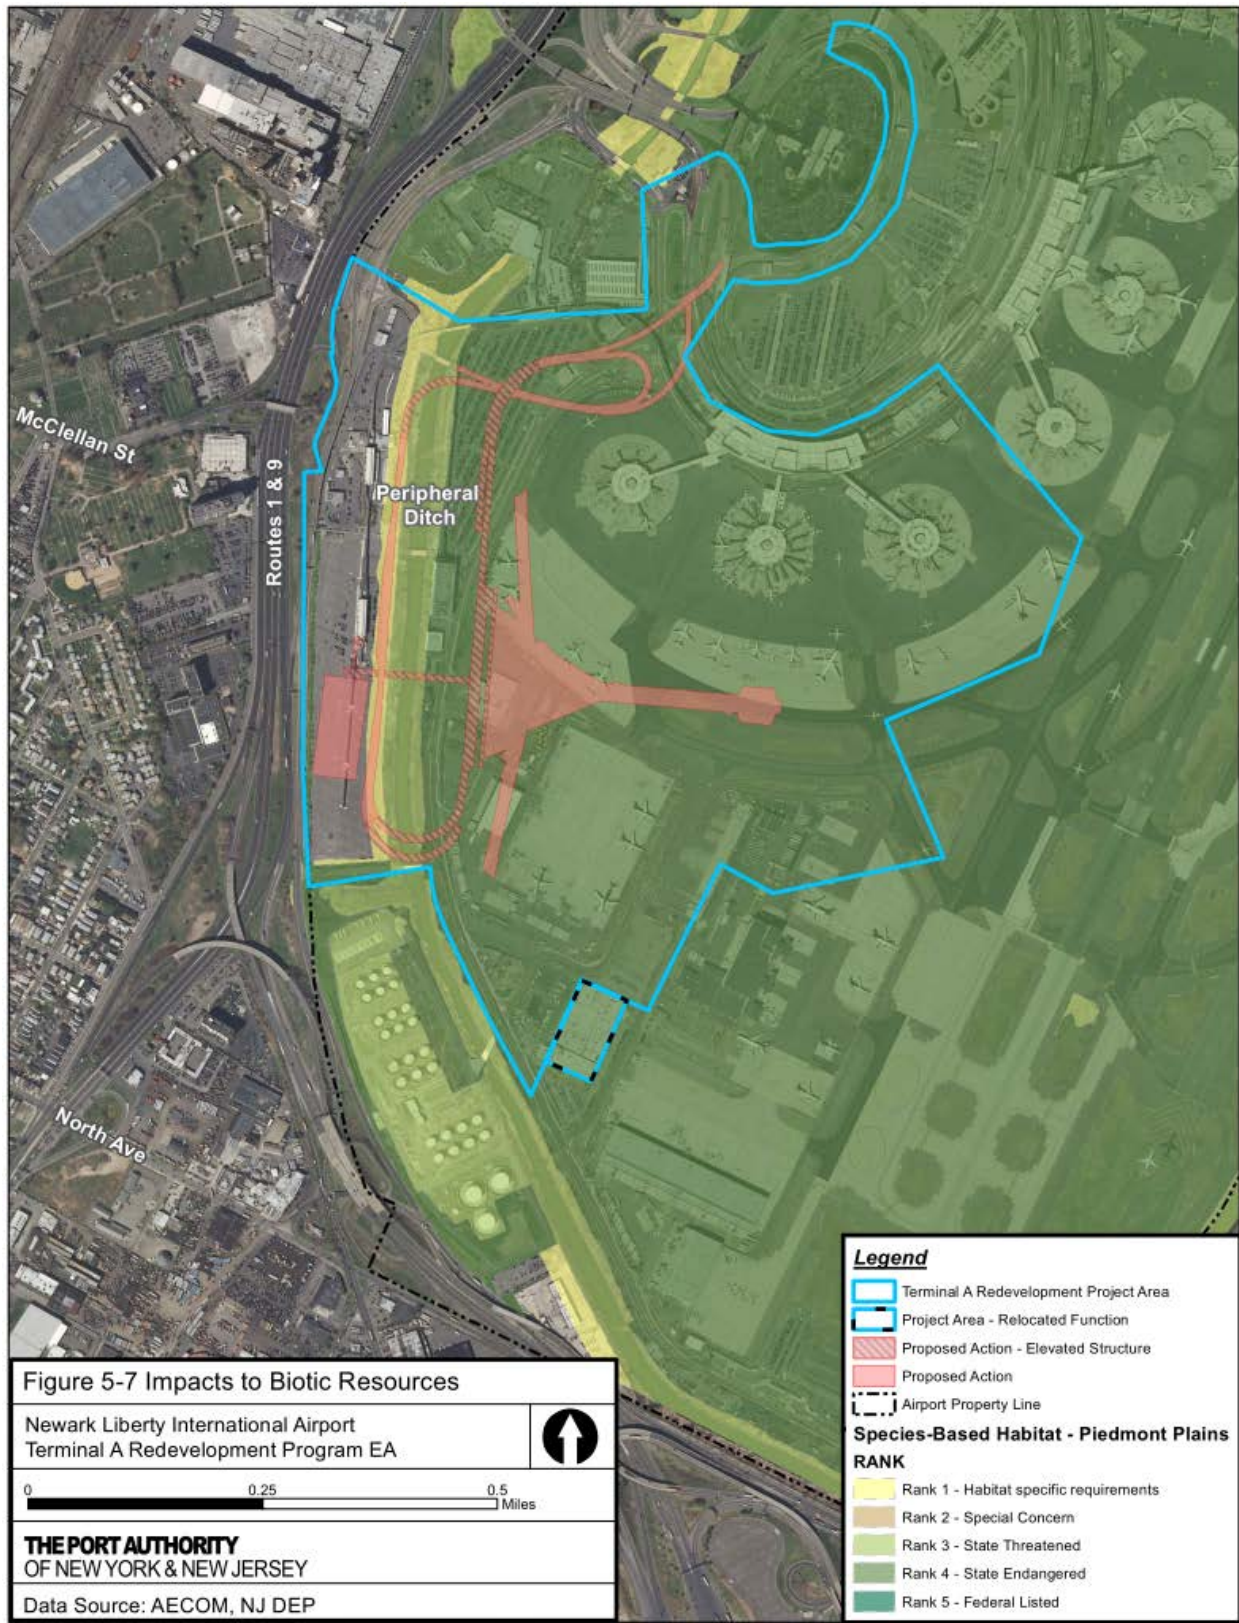 McClellan St
Routes 1 & 9
Peripheral
Ditch
North Ave
Legend
Terminal A Redevelopment Project Area
Project Area - Relocated Function
Proposed Action - Elevated Structure
Proposed Action
Airport Property Line
Species-Based Habitat - Piedmont Plains
RANK
Rank 1 - Habitat specific requirements
Rank 2 - Special Concern
Rank 3 - State Threatened
Rank 4 - State Endangered
Rank 5 - Federal Listed
Figure 5-7 Impacts to Biotic Resources
Newark Liberty International Airport
Terminal A Redevelopment Program EA
0 0.25 0.5
Miles
THE PORT AUTHORITY
OF NEW YORK & NEW JERSEY
Data Source: AECOM, NJ DEP